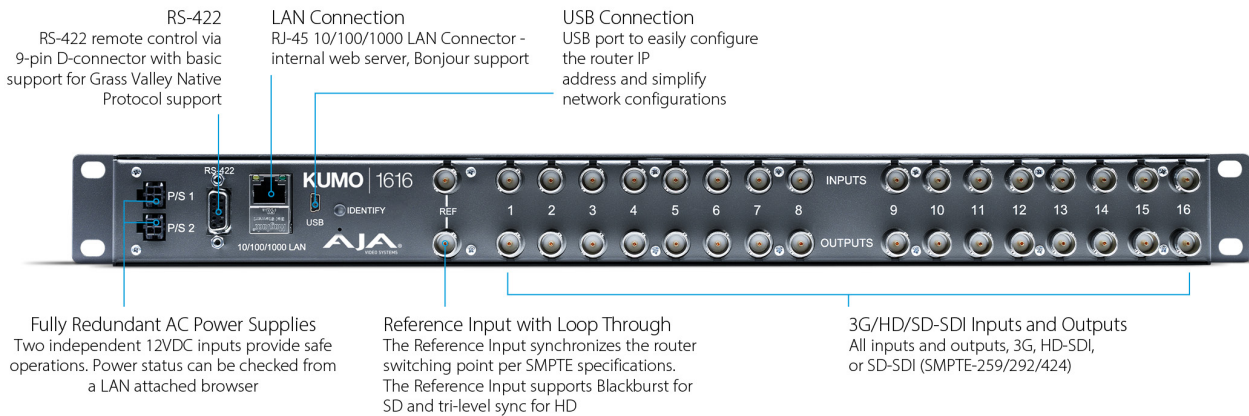 RS-422
RS-422 remote control via
9-pin D-connector with basic
support for Grass Valley Native
Protocol support
LAN Connection
RJ-45 10/100/1000 LAN Connector -
internal web server, Bonjour support
USB Connection
USB port to easily configure
the router IP
address and simplify
network configurations
RS-422
P/S 1
P/S 2
10/100/1000 LAN
KUMO 1616
USB
IDENTIFY
AJA
VIDEO SYSTEMS
REF
INPUTS
1 2 3 4 5 6 7 8 9 10 11 12 13 14 15 16
OUTPUTS
Fully Redundant AC Power Supplies
Two independent 12VDC inputs provide safe
operations. Power status can be checked from
a LAN attached browser
Reference Input with Loop Through
The Reference Input synchronizes the router
switching point per SMPTE specifications.
The Reference Input supports Blackburst for
SD and tri-level sync for HD
3G/HD/SD-SDI Inputs and Outputs
All inputs and outputs, 3G, HD-SDI,
or SD-SDI (SMPTE-259/292/424)